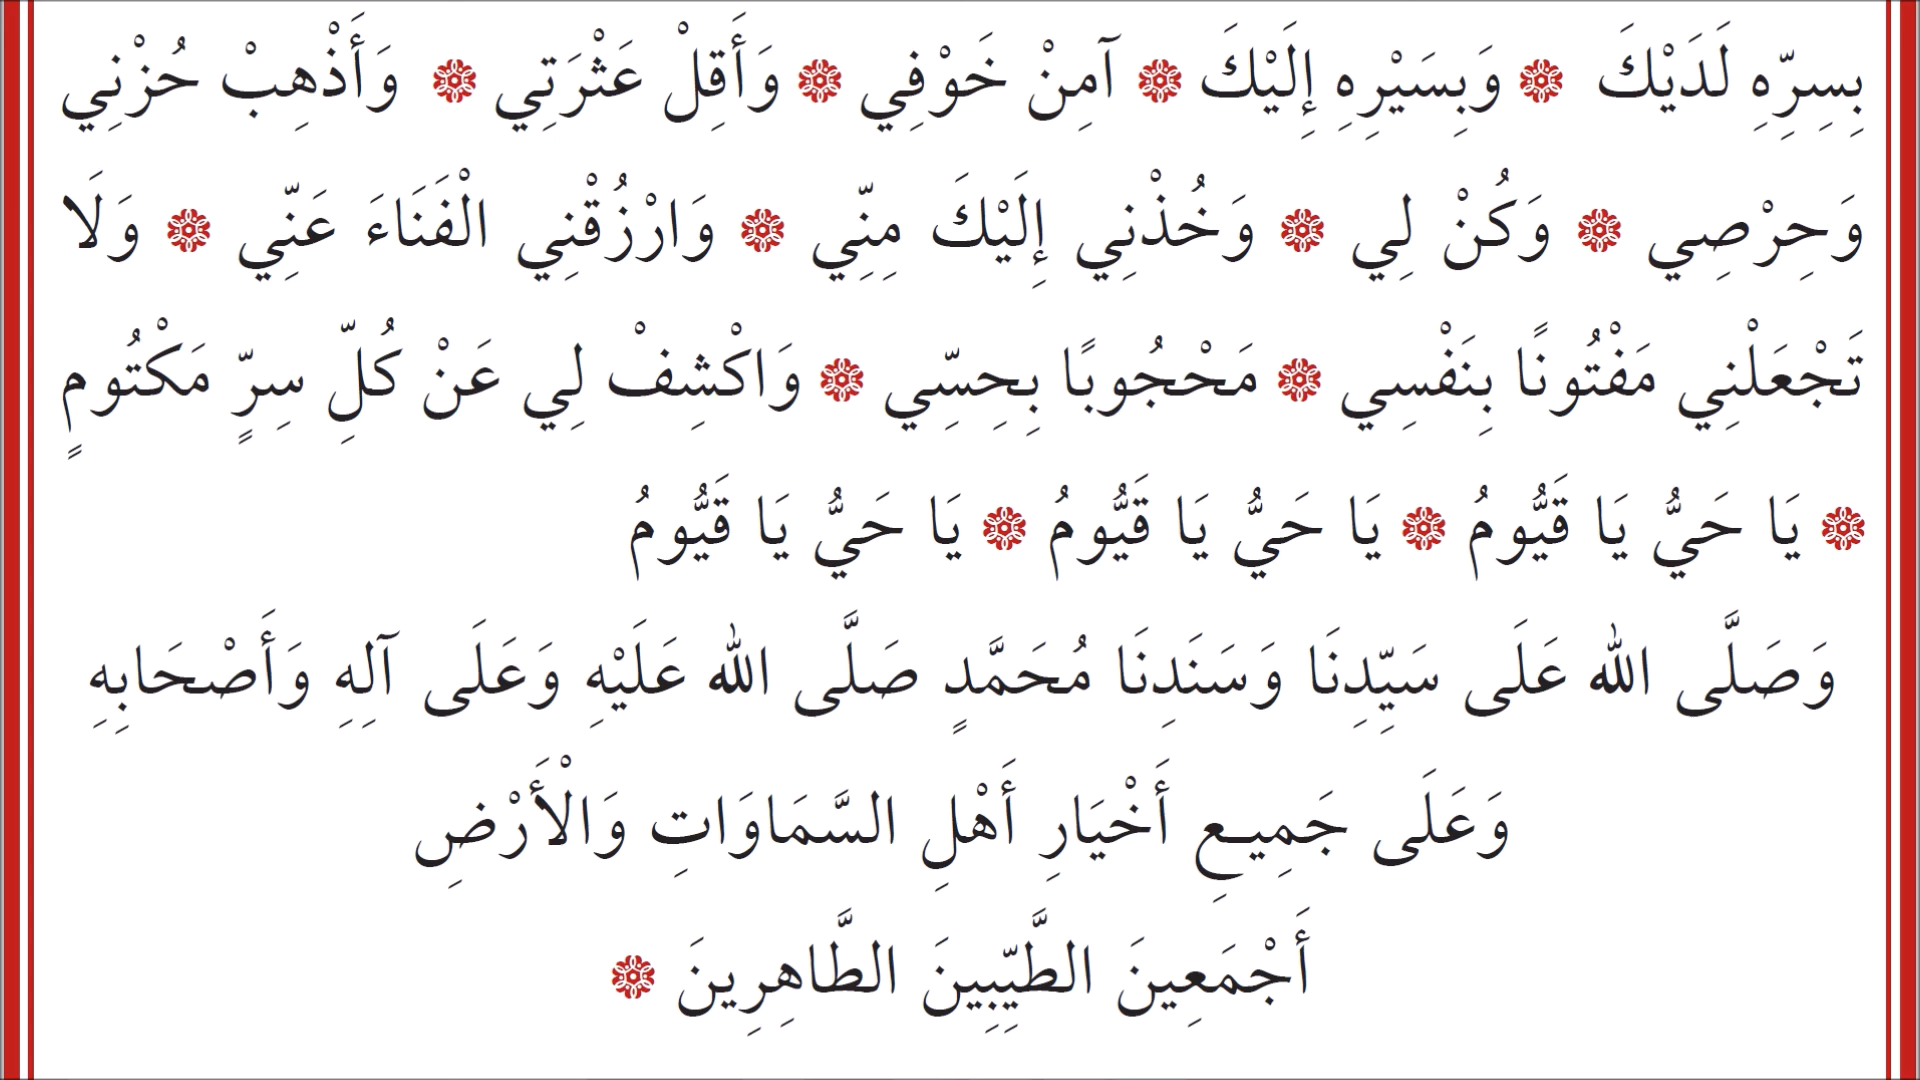 بِسِرِّهِ لَدَيْكَ ❁ وَبِسَيْرِهِ إِلَيْكَ ❁ آمِنْ خَوْفِي ❁ وَأَقِلْ عَثْرَتِي ❁ وَأَذْهِبْ حُزْنِي
وَحِرْصِي ❁ وَكُنْ لِي ❁ وَخُذْنِي إِلَيْكَ مِنِّي ❁ وَارْزُقْنِي الْفَنَاءَ عَنِّي ❁ وَلَا
تَجْعَلْنِي مَفْتُونًا بِنَفْسِي ❁ مَحْجُوبًا بِحِسِّي ❁ وَاكْشِفْ لِي عَنْ كُلِّ سِرٍّ مَكْتُومٍ
❁ يَا حَيُّ يَا قَيُّومُ ❁ يَا حَيُّ يَا قَيُّومُ ❁ يَا حَيُّ يَا قَيُّومُ
وَصَلَّى الله عَلَى سَيِّدِنَا وَسَنَدِنَا مُحَمَّدٍ صَلَّى الله عَلَيْهِ وَعَلَى آلِهِ وَأَصْحَابِهِ
وَعَلَى جَمِيعِ أَخْيَارِ أَهْلِ السَّمَاوَاتِ وَالْأَرْضِ
أَجْمَعِينَ الطَّيِّبِينَ الطَّاهِرِينَ ❁